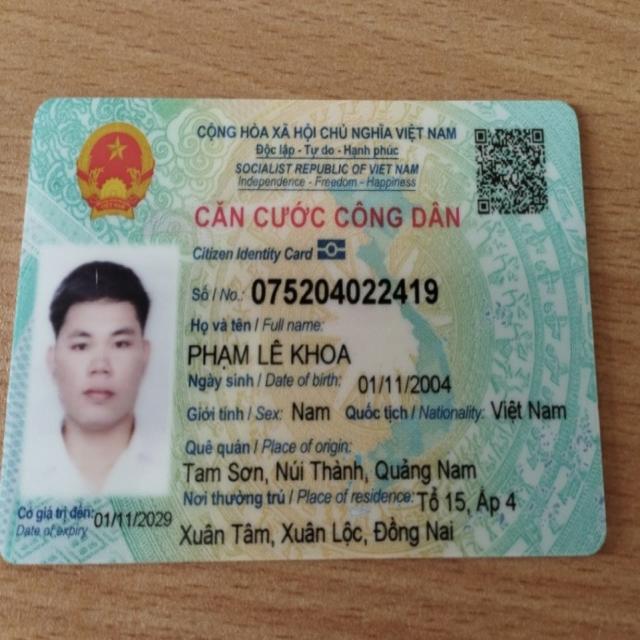 CỘNG HÒA XÃ HỘI CHỦ NGHĨA VIỆT NAM
Độc lập - Tự do - Hạnh phúc
SOCIALIST REPUBLIC OF VIET NAM
Independence - Freedom - Happiness
CĂN CƯỚC CÔNG DÂN
Citizen Identity Card
Số / No.: 075204022419
Họ và tên / Full name:
PHẠM LÊ KHOA
Ngày sinh / Date of birth: 01/11/2004
Giới tính / Sex: Nam Quốc tịch / Nationality: Việt Nam
Quê quán / Place of origin:
Tam Sơn, Núi Thành, Quảng Nam
Nơi thường trú / Place of residence: Tổ 15, Ấp 4
Xuân Tâm, Xuân Lộc, Đồng Nai
Có giá trị đến: 01/11/2029
Date of expiry